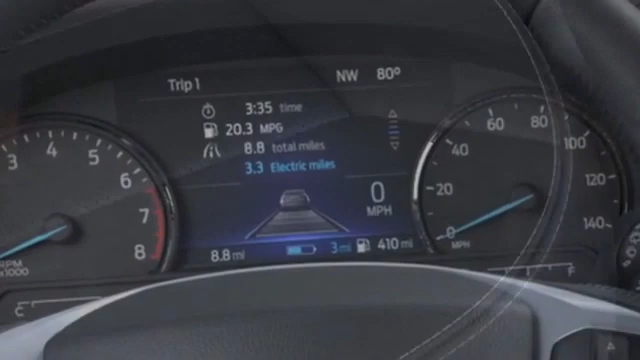 Trip 1 NW 80º
3:35 time
20.3 MPG
8.8 total miles
3.3 Electric miles
0
MPH
8.8 mi 3 mi 410 mi
3 4 5 6 7 8
RPM
x1000
0 20 40 60 80 100 120 140
MPH
C F